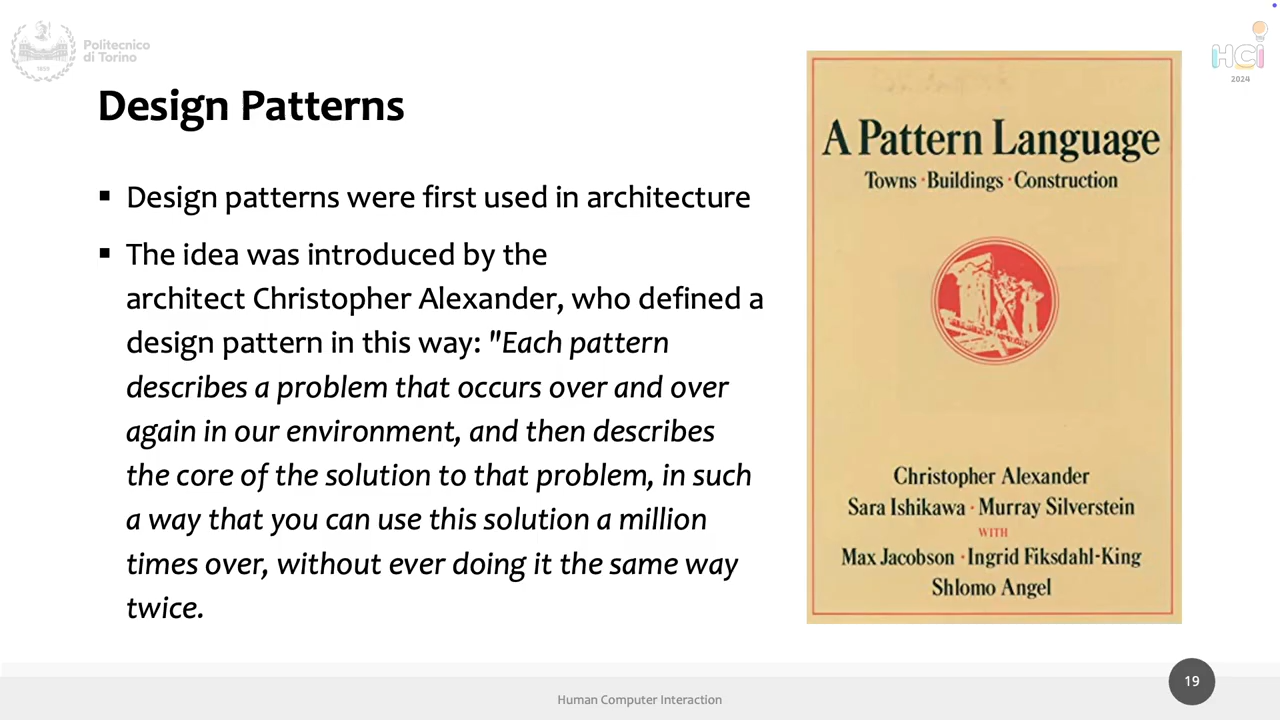 Politecnico
di Torino
1859
HCI
2024
Design Patterns
▪ Design patterns were first used in architecture
▪ The idea was introduced by the
architect Christopher Alexander, who defined a
design pattern in this way: "Each pattern
describes a problem that occurs over and over
again in our environment, and then describes
the core of the solution to that problem, in such
a way that you can use this solution a million
times over, without ever doing it the same way
twice.
A Pattern Language
Towns · Buildings · Construction
Christopher Alexander
Sara Ishikawa · Murray Silverstein
WITH
Max Jacobson · Ingrid Fiksdahl-King
Shlomo Angel
Human Computer Interaction
19